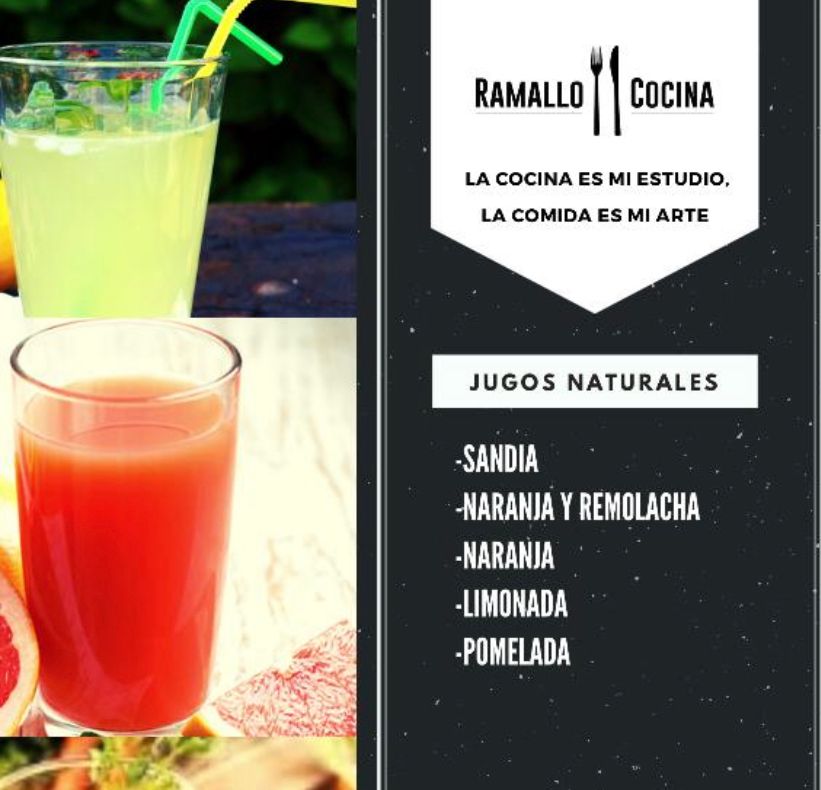 RAMALLO COCINA
LA COCINA ES MI ESTUDIO,
LA COMIDA ES MI ARTE
JUGOS NATURALES
-SANDIA
-NARANJA Y REMOLACHA
-NARANJA
-LIMONADA
-POMELADA